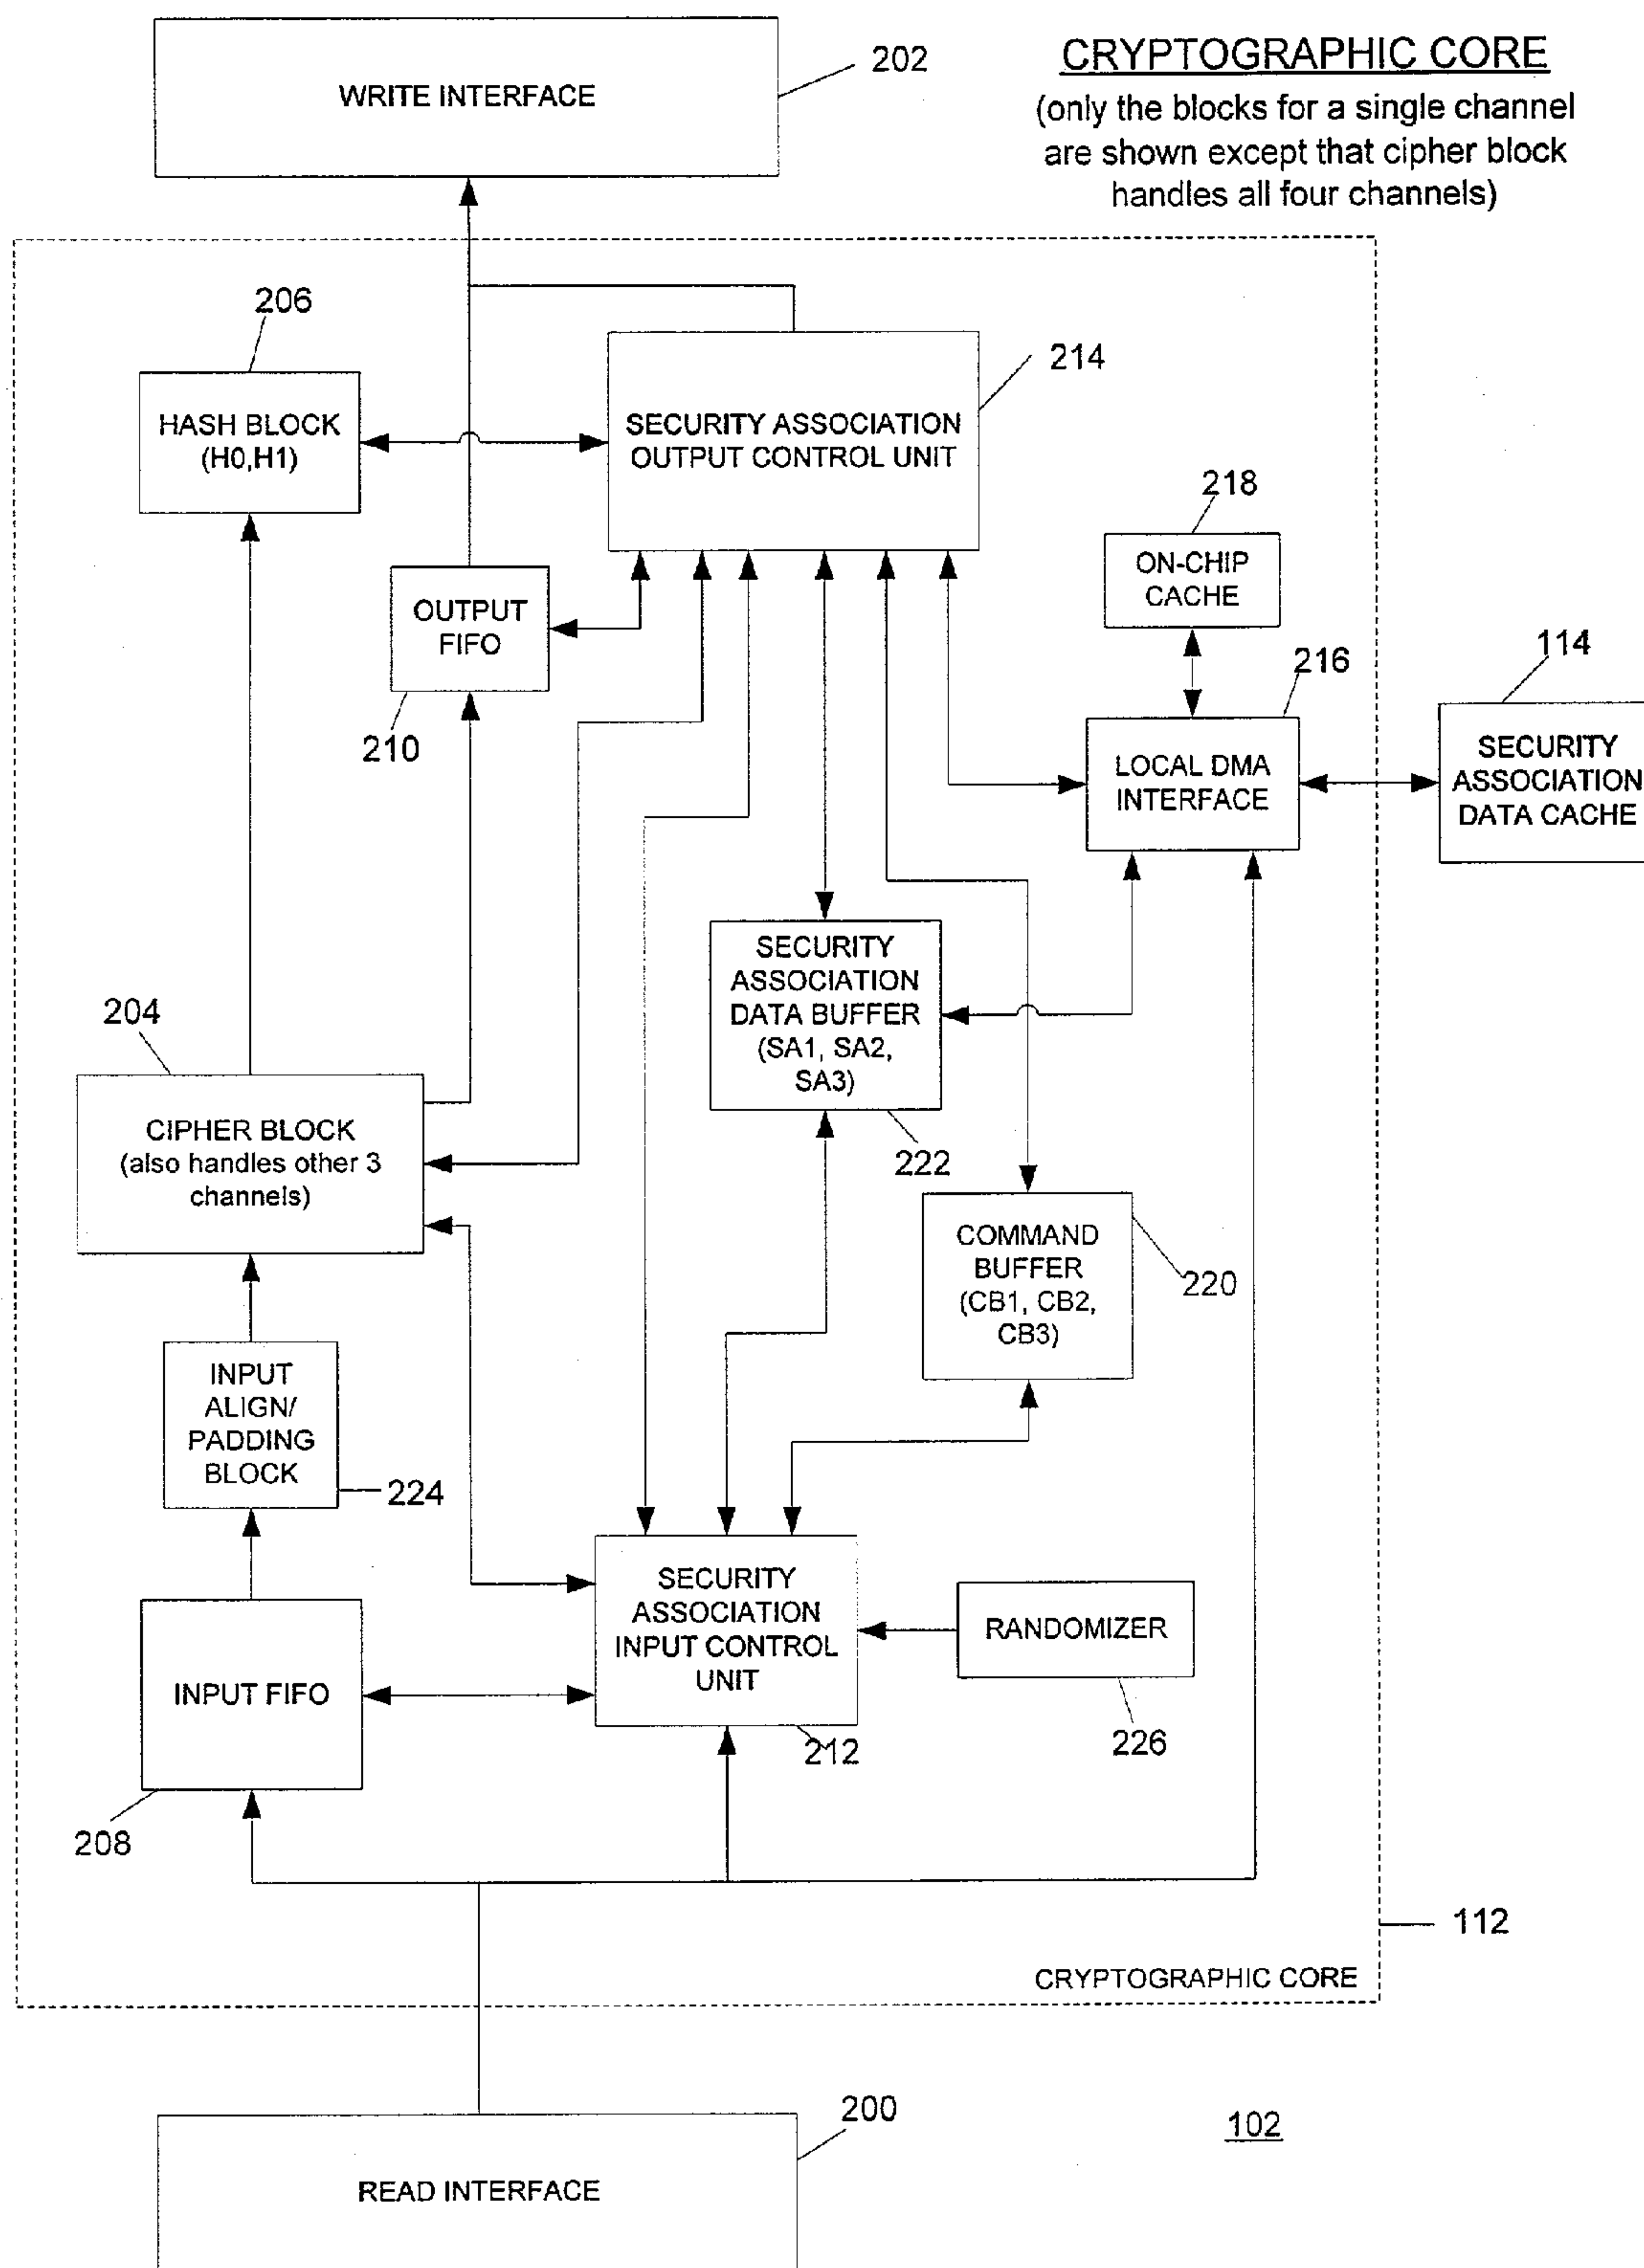 CRYPTOGRAPHIC CORE
(only the blocks for a single channel
are shown except that cipher block
handles all four channels)
WRITE INTERFACE
202
206
HASH BLOCK
(H0,H1)
SECURITY ASSOCIATION
OUTPUT CONTROL UNIT
214
218
ON-CHIP
CACHE
OUTPUT
FIFO
210
216
LOCAL DMA
INTERFACE
114
SECURITY
ASSOCIATION
DATA CACHE
SECURITY
ASSOCIATION
DATA BUFFER
(SA1, SA2,
SA3)
222
204
CIPHER BLOCK
(also handles other 3
channels)
COMMAND
BUFFER
(CB1, CB2,
CB3)
220
INPUT
ALIGN/
PADDING
BLOCK
224
SECURITY
ASSOCIATION
INPUT CONTROL
UNIT
212
RANDOMIZER
226
INPUT FIFO
208
112
CRYPTOGRAPHIC CORE
200
READ INTERFACE
102